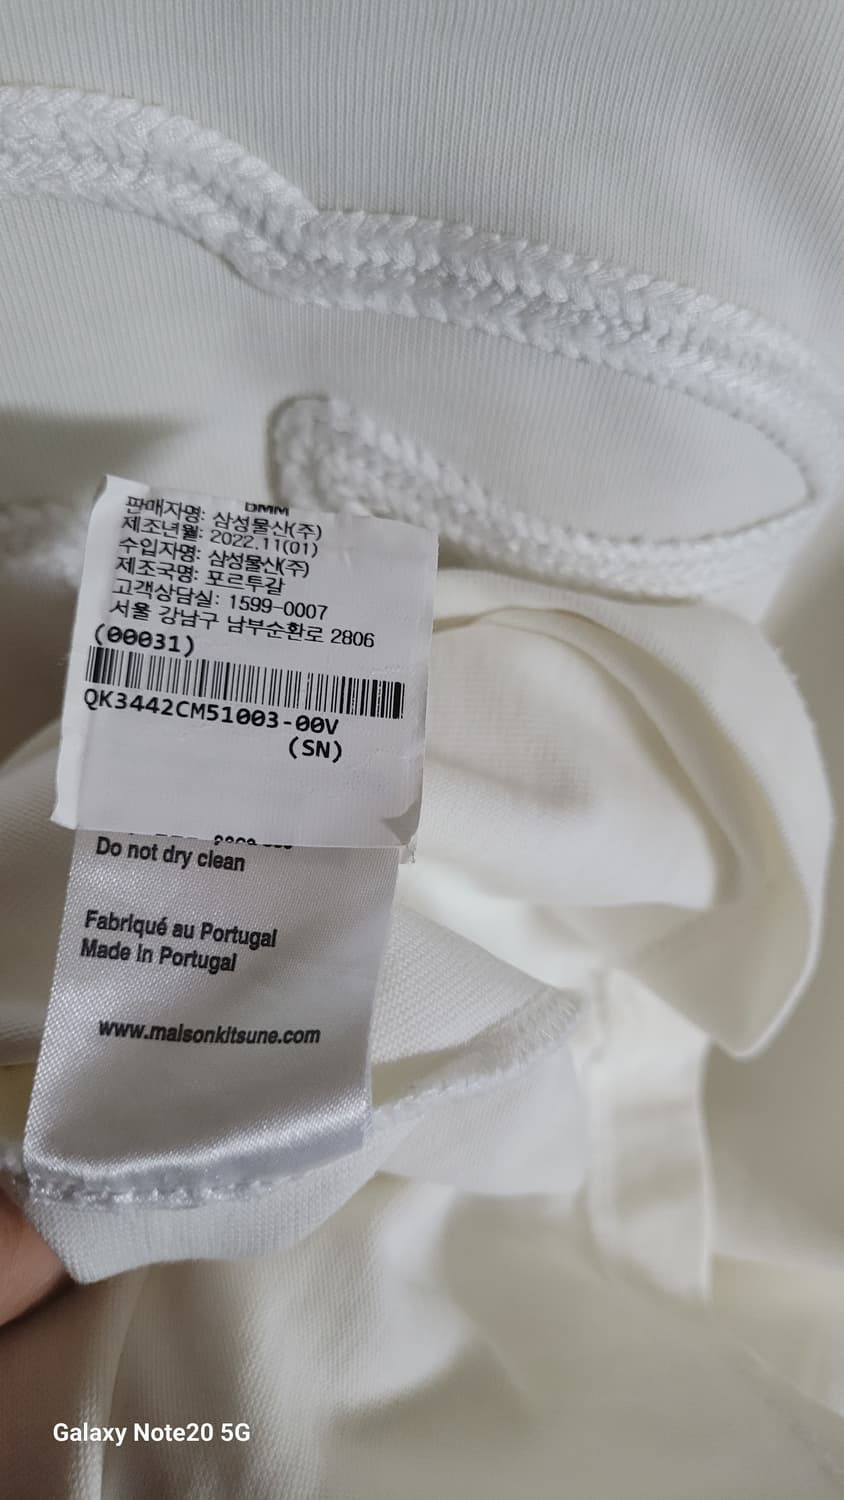 판매자명: 삼성물산(주)
제조년월: 2022.11(01)
수입자명: 삼성물산(주)
제조국명: 포르투갈
고객상담실: 1599-0007
서울 강남구 남부순환로 2806
(00031)
QK3442CM51003-00V
(SN)
Do not dry clean
Fabriqué au Portugal
Made in Portugal
www.maisonkitsune.com
Galaxy Note20 5G